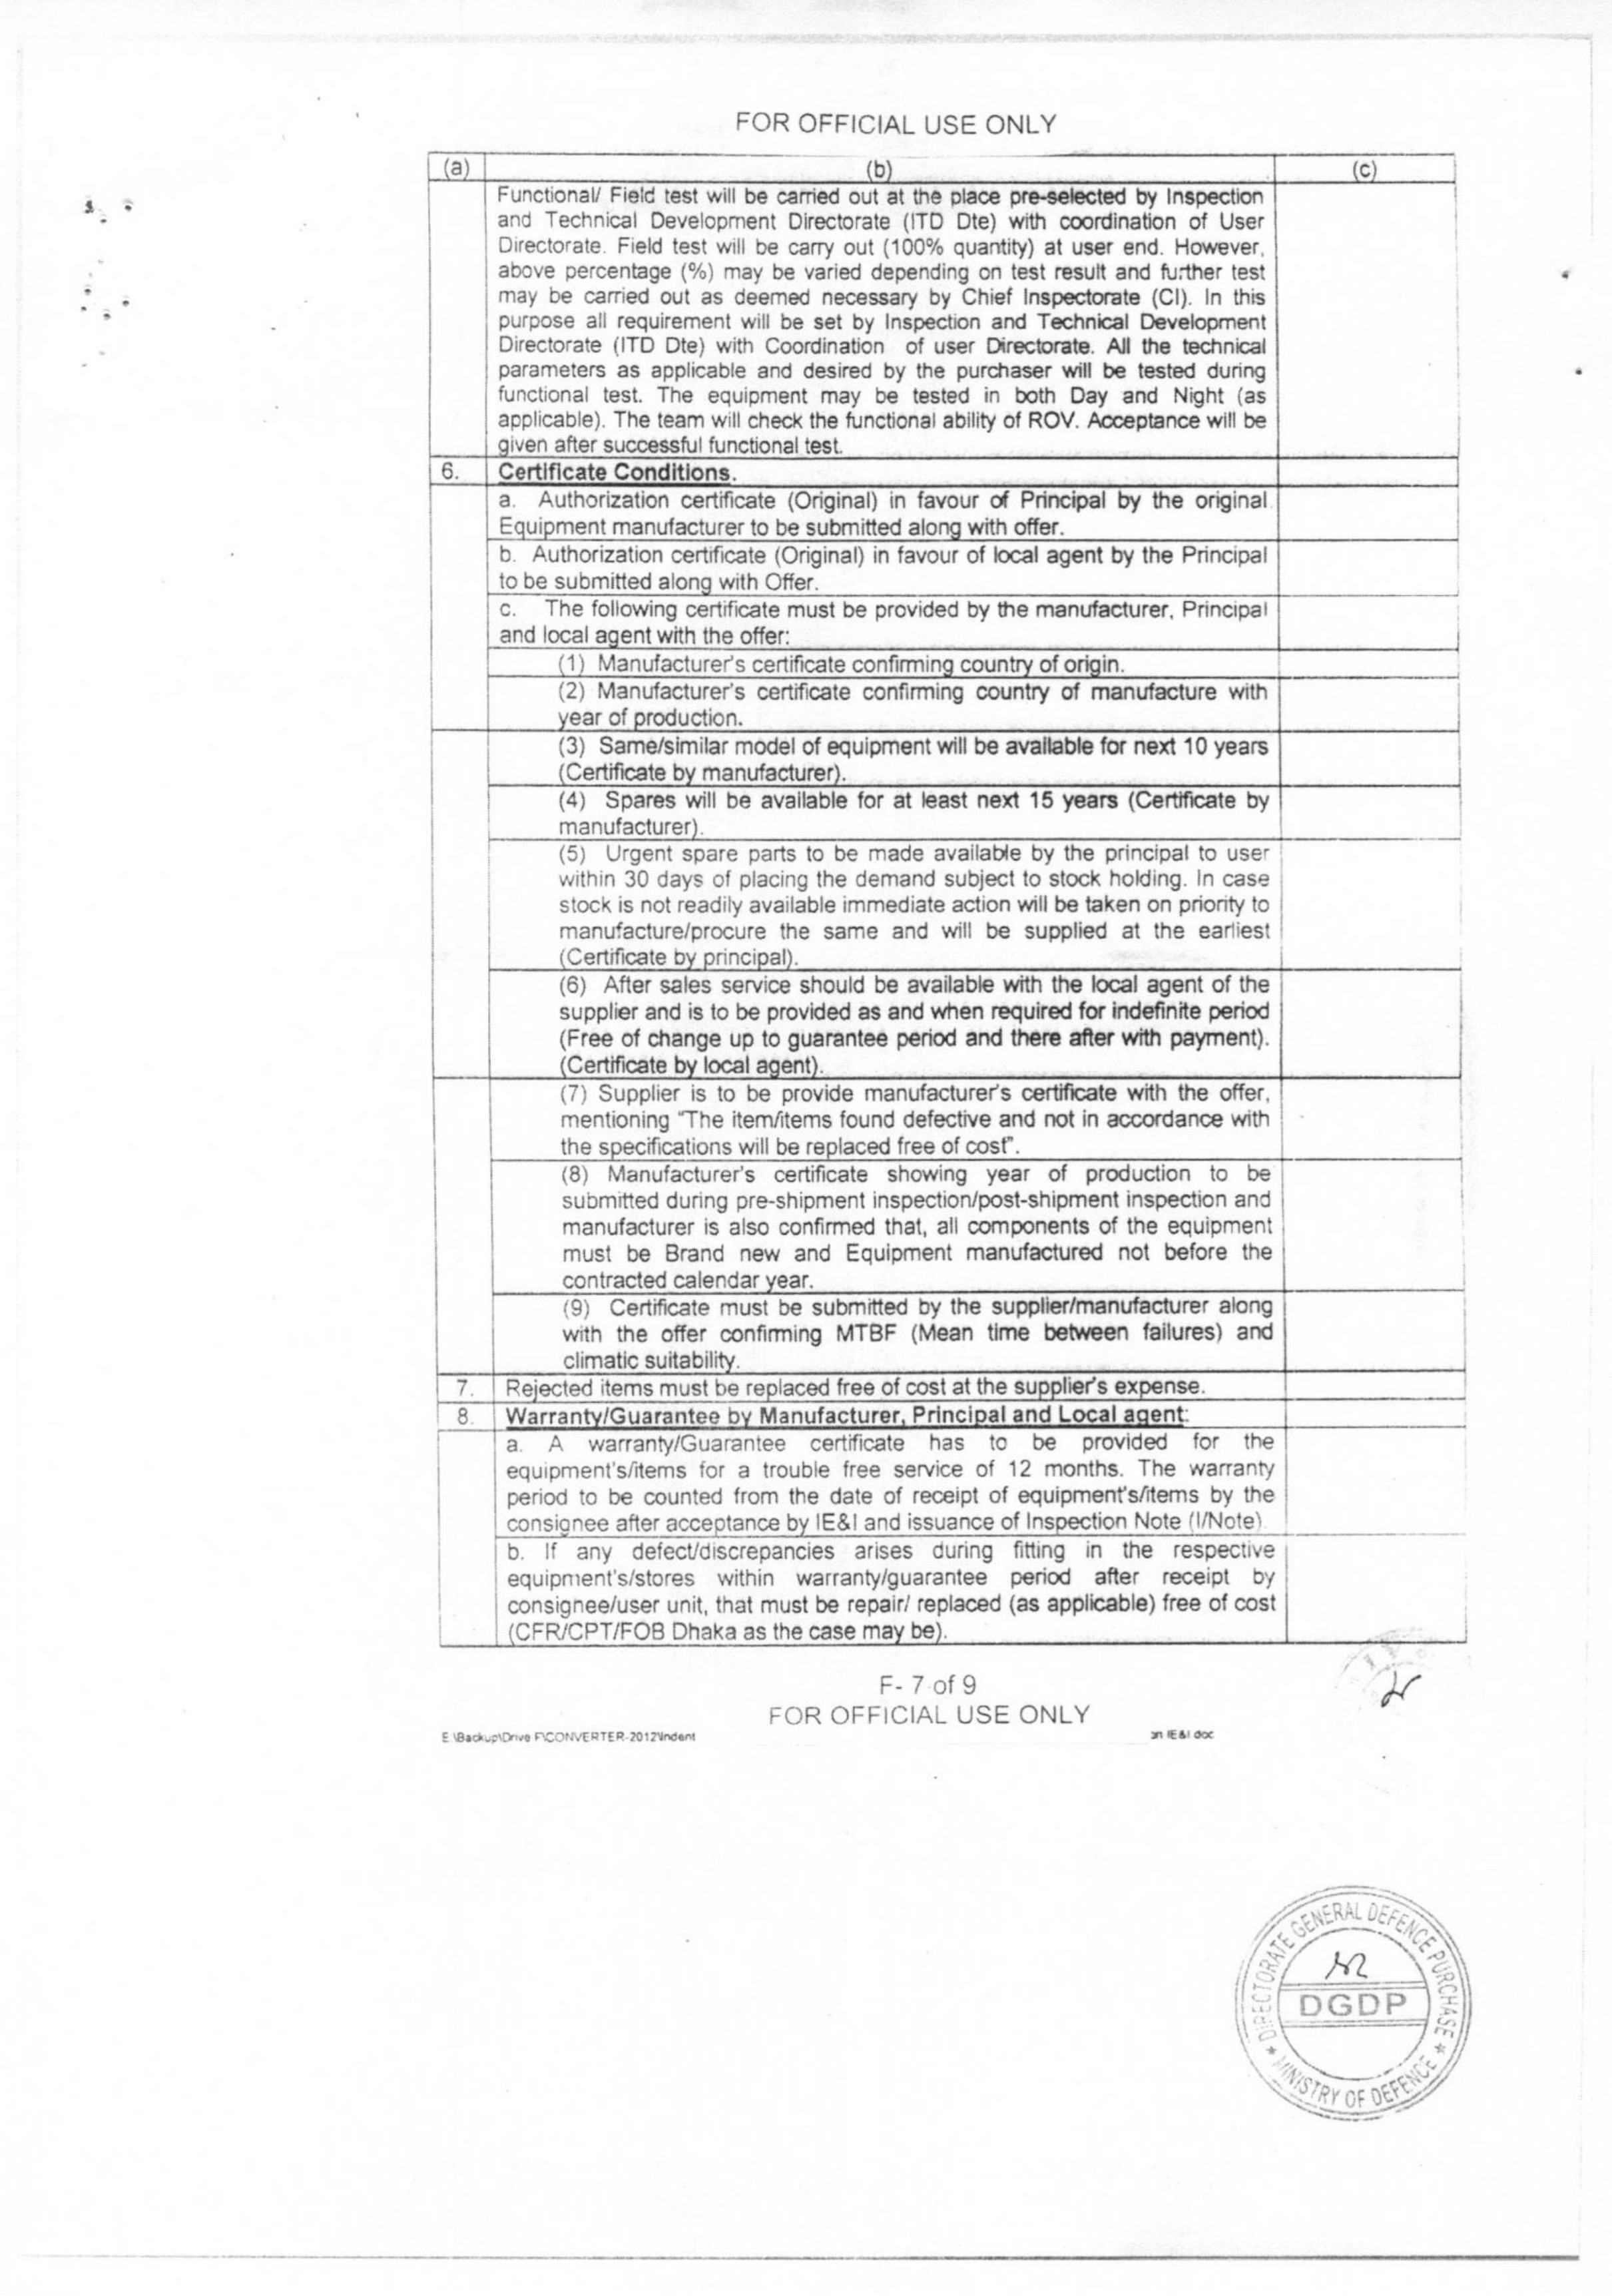 FOR OFFICIAL USE ONLY
(a) (b) (c)
Functional/ Field test will be carried out at the place pre-selected by Inspection
and Technical Development Directorate (ITD Dte) with coordination of User
Directorate. Field test will be carry out (100% quantity) at user end. However,
above percentage (%) may be varied depending on test result and further test
may be carried out as deemed necessary by Chief Inspectorate (CI). In this
purpose all requirement will be set by Inspection and Technical Development
Directorate (ITD Dte) with Coordination of user Directorate. All the technical
parameters as applicable and desired by the purchaser will be tested during
functional test. The equipment may be tested in both Day and Night (as
applicable). The team will check the functional ability of ROV. Acceptance will be
given after successful functional test.
6. Certificate Conditions.
a. Authorization certificate (Original) in favour of Principal by the original
Equipment manufacturer to be submitted along with offer.
b. Authorization certificate (Original) in favour of local agent by the Principal
to be submitted along with Offer.
c. The following certificate must be provided by the manufacturer, Principal
and local agent with the offer:
(1) Manufacturer's certificate confirming country of origin.
(2) Manufacturer's certificate confirming country of manufacture with
year of production.
(3) Same/similar model of equipment will be available for next 10 years
(Certificate by manufacturer).
(4) Spares will be available for at least next 15 years (Certificate by
manufacturer).
(5) Urgent spare parts to be made available by the principal to user
within 30 days of placing the demand subject to stock holding. In case
stock is not readily available immediate action will be taken on priority to
manufacture/procure the same and will be supplied at the earliest
(Certificate by principal).
(6) After sales service should be available with the local agent of the
supplier and is to be provided as and when required for indefinite period
(Free of change up to guarantee period and there after with payment).
(Certificate by local agent).
(7) Supplier is to be provide manufacturer's certificate with the offer,
mentioning "The item/items found defective and not in accordance with
the specifications will be replaced free of cost".
(8) Manufacturer's certificate showing year of production to be
submitted during pre-shipment inspection/post-shipment inspection and
manufacturer is also confirmed that, all components of the equipment
must be Brand new and Equipment manufactured not before the
contracted calendar year.
(9) Certificate must be submitted by the supplier/manufacturer along
with the offer confirming MTBF (Mean time between failures) and
climatic suitability.
7. Rejected items must be replaced free of cost at the supplier's expense.
8. Warranty/Guarantee by Manufacturer, Principal and Local agent:
a. A warranty/Guarantee certificate has to be provided for the
equipment's/items for a trouble free service of 12 months. The warranty
period to be counted from the date of receipt of equipment's/items by the
consignee after acceptance by IE&I and issuance of Inspection Note (I/Note).
b. If any defect/discrepancies arises during fitting in the respective
equipment's/stores within warranty/guarantee period after receipt by
consignee/user unit, that must be repair/ replaced (as applicable) free of cost
(CFR/CPT/FOB Dhaka as the case may be).
F- 7 of 9
FOR OFFICIAL USE ONLY
E:\Backup\Drive F\CONVERTER-2012\Indent on IE&I.doc
DIRECTORATE GENERAL DEFENCE PURCHASE
DGDP
MINISTRY OF DEFENCE